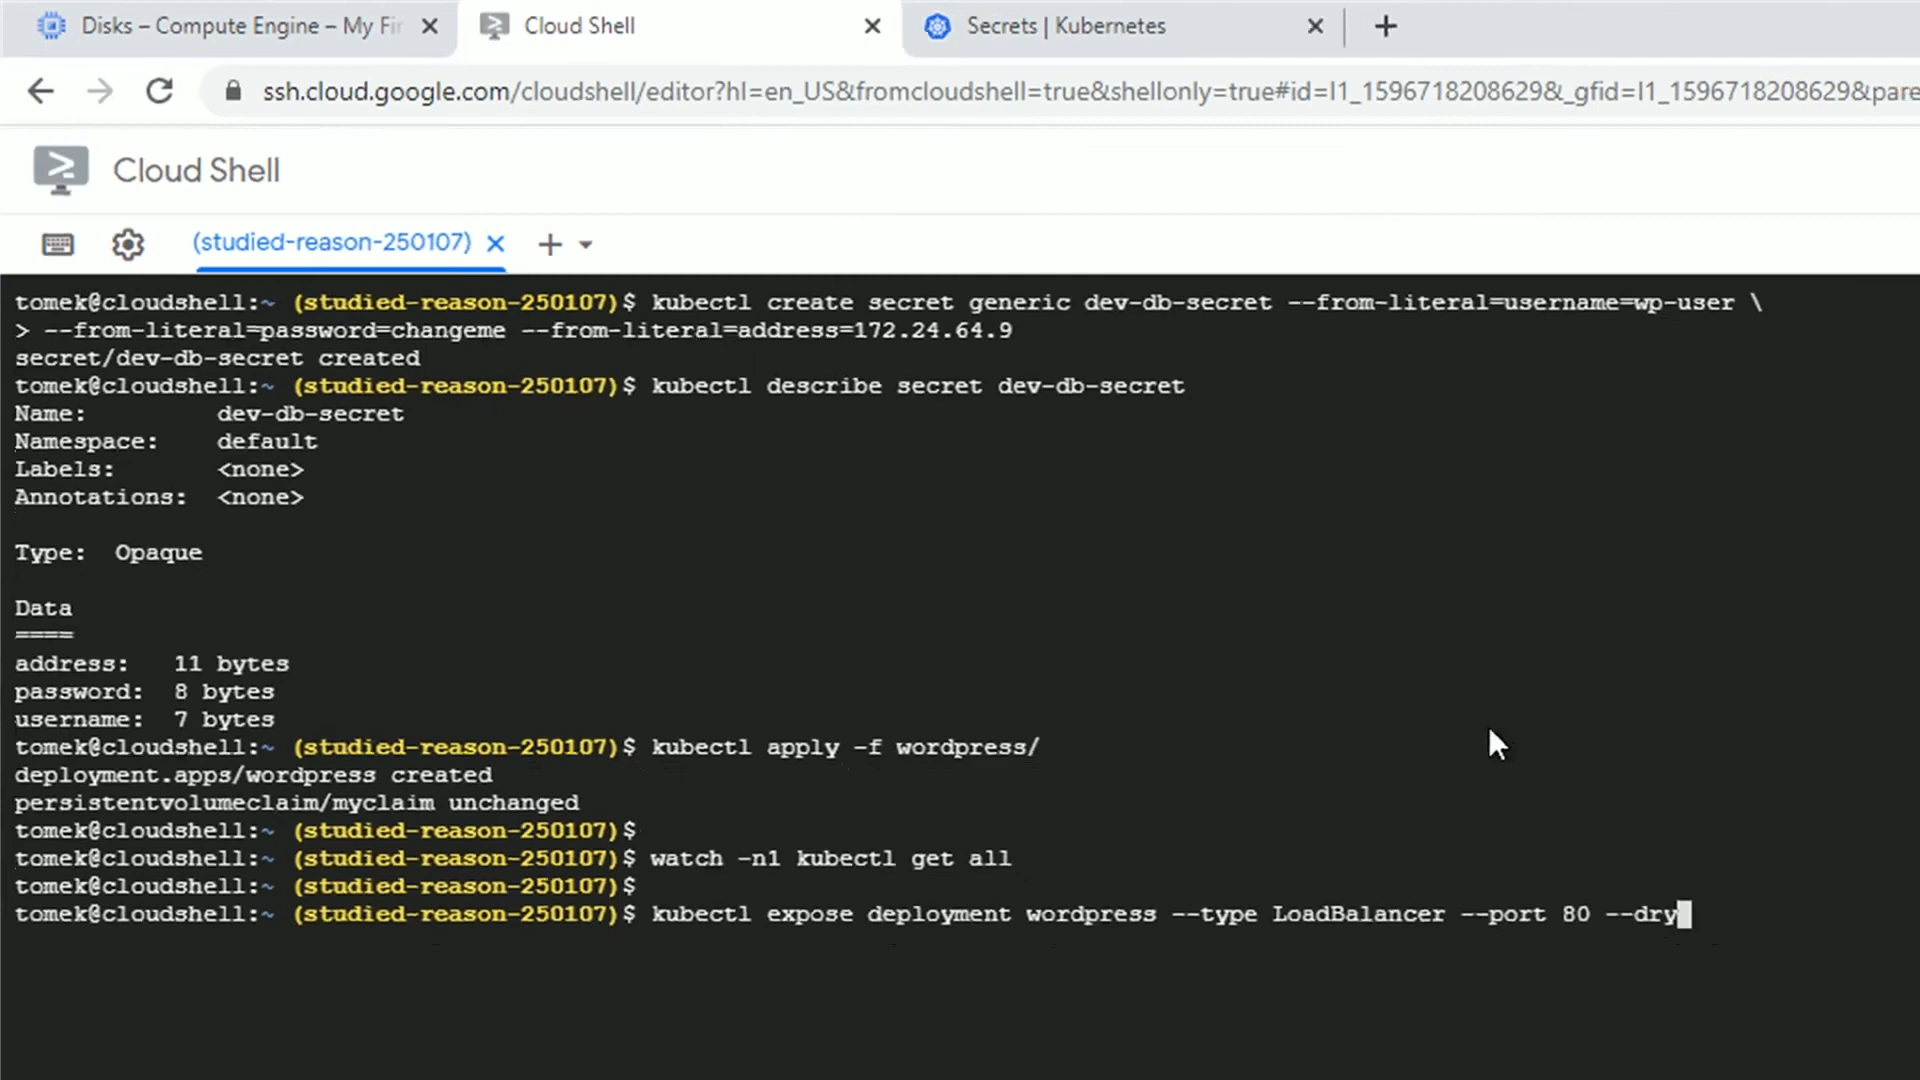 Disks – Compute Engine – My Fir
Cloud Shell
Secrets | Kubernetes
ssh.cloud.google.com/cloudshell/editor?hl=en_US&fromcloudshell=true&shellonly=true#id=I1_1596718208629&_gfid=I1_1596718208629&pare
Cloud Shell
(studied-reason-250107)
tomek@cloudshell:~ (studied-reason-250107)$ kubectl create secret generic dev-db-secret --from-literal=username=wp-user \
> --from-literal=password=changeme --from-literal=address=172.24.64.9
secret/dev-db-secret created
tomek@cloudshell:~ (studied-reason-250107)$ kubectl describe secret dev-db-secret
Name: dev-db-secret
Namespace: default
Labels: <none>
Annotations: <none>
Type: Opaque
Data
====
address: 11 bytes
password: 8 bytes
username: 7 bytes
tomek@cloudshell:~ (studied-reason-250107)$ kubectl apply -f wordpress/
deployment.apps/wordpress created
persistentvolumeclaim/myclaim unchanged
tomek@cloudshell:~ (studied-reason-250107)$
tomek@cloudshell:~ (studied-reason-250107)$ watch -n1 kubectl get all
tomek@cloudshell:~ (studied-reason-250107)$
tomek@cloudshell:~ (studied-reason-250107)$ kubectl expose deployment wordpress --type LoadBalancer --port 80 --dry